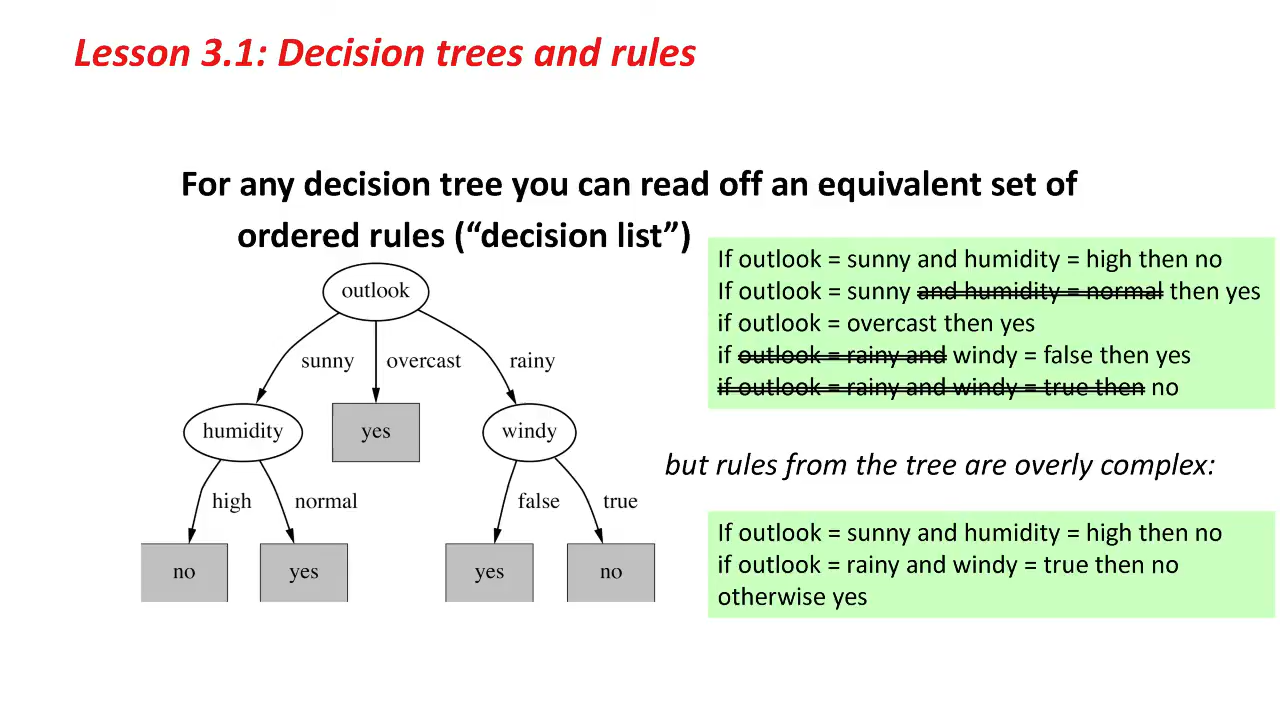 Lesson 3.1: Decision trees and rules
For any decision tree you can read off an equivalent set of
ordered rules (“decision list”)
outlook
sunny
overcast
rainy
humidity
yes
windy
high
normal
false
true
no
yes
yes
no
If outlook = sunny and humidity = high then no
If outlook = sunny and humidity = normal then yes
if outlook = overcast then yes
if outlook = rainy and windy = false then yes
if outlook = rainy and windy = true then no
but rules from the tree are overly complex:
If outlook = sunny and humidity = high then no
if outlook = rainy and windy = true then no
otherwise yes